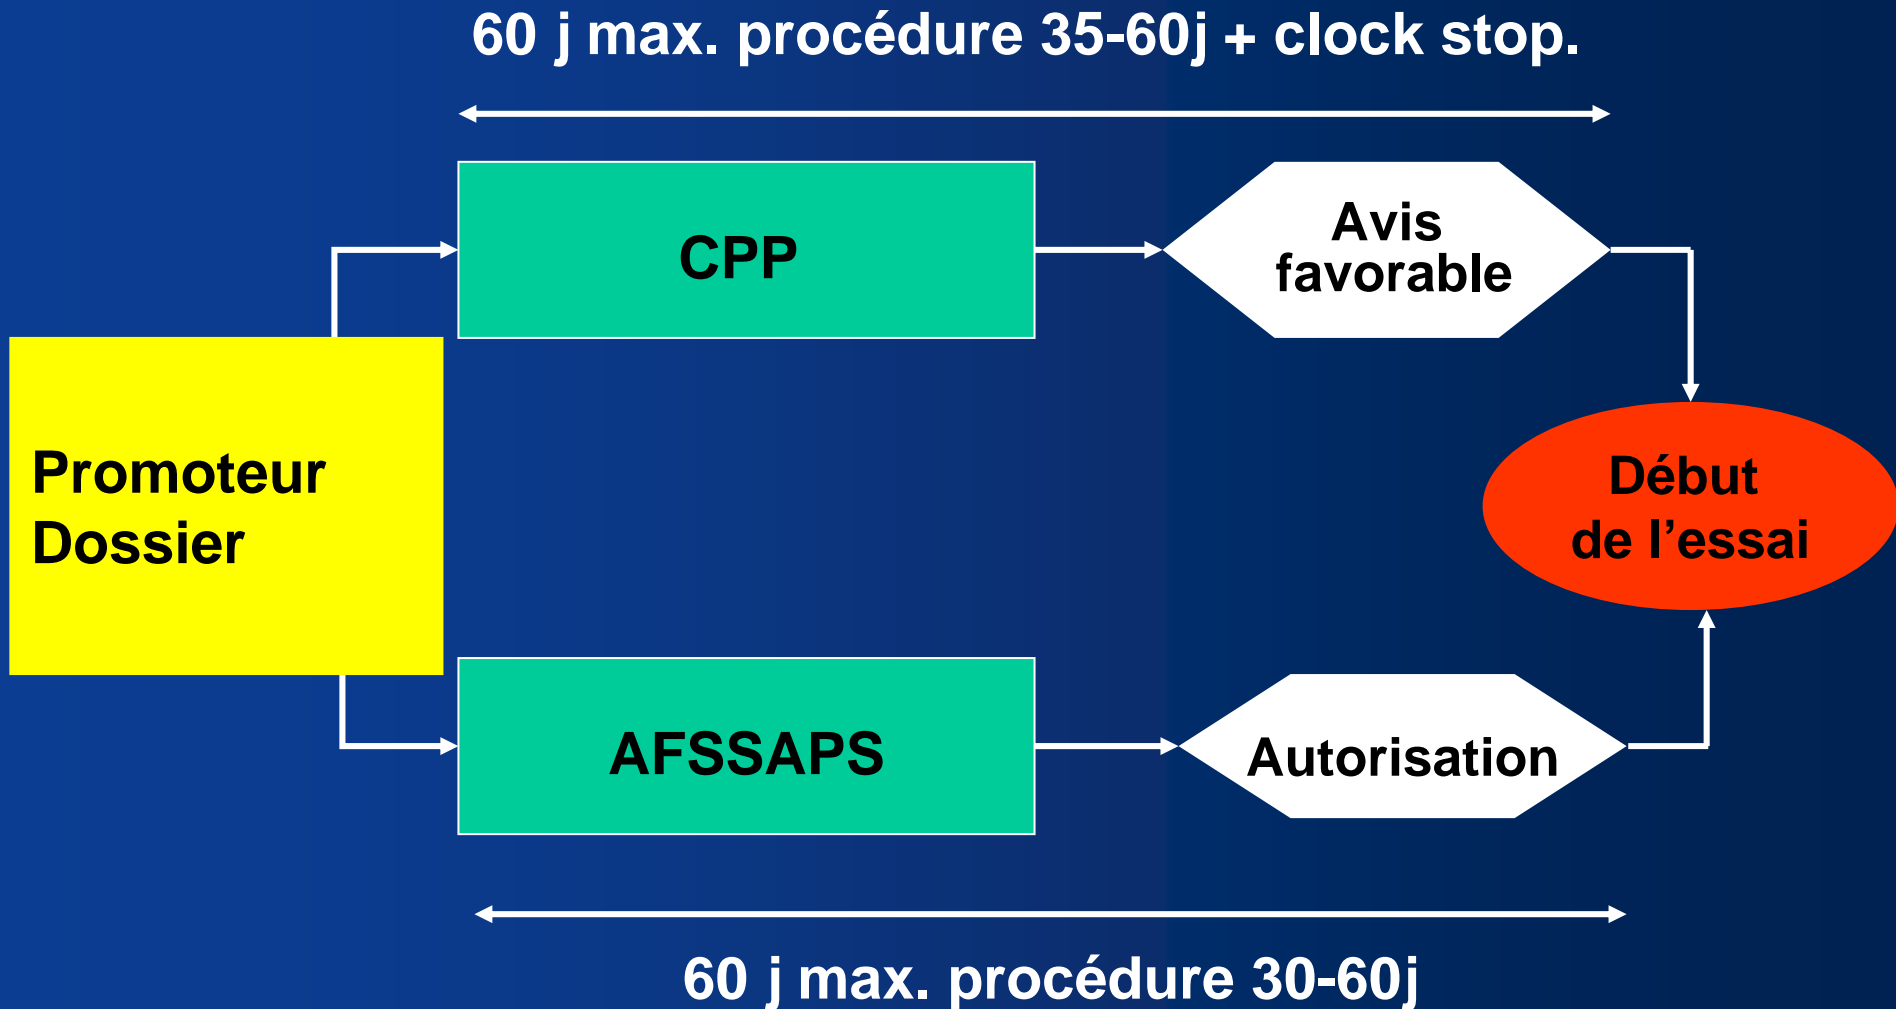 60 j max. procédure 35-60j + clock stop.
CPP
Avis
favorable
Promoteur
Dossier
Début
de l’essai
AFSSAPS
Autorisation
60 j max. procédure 30-60j